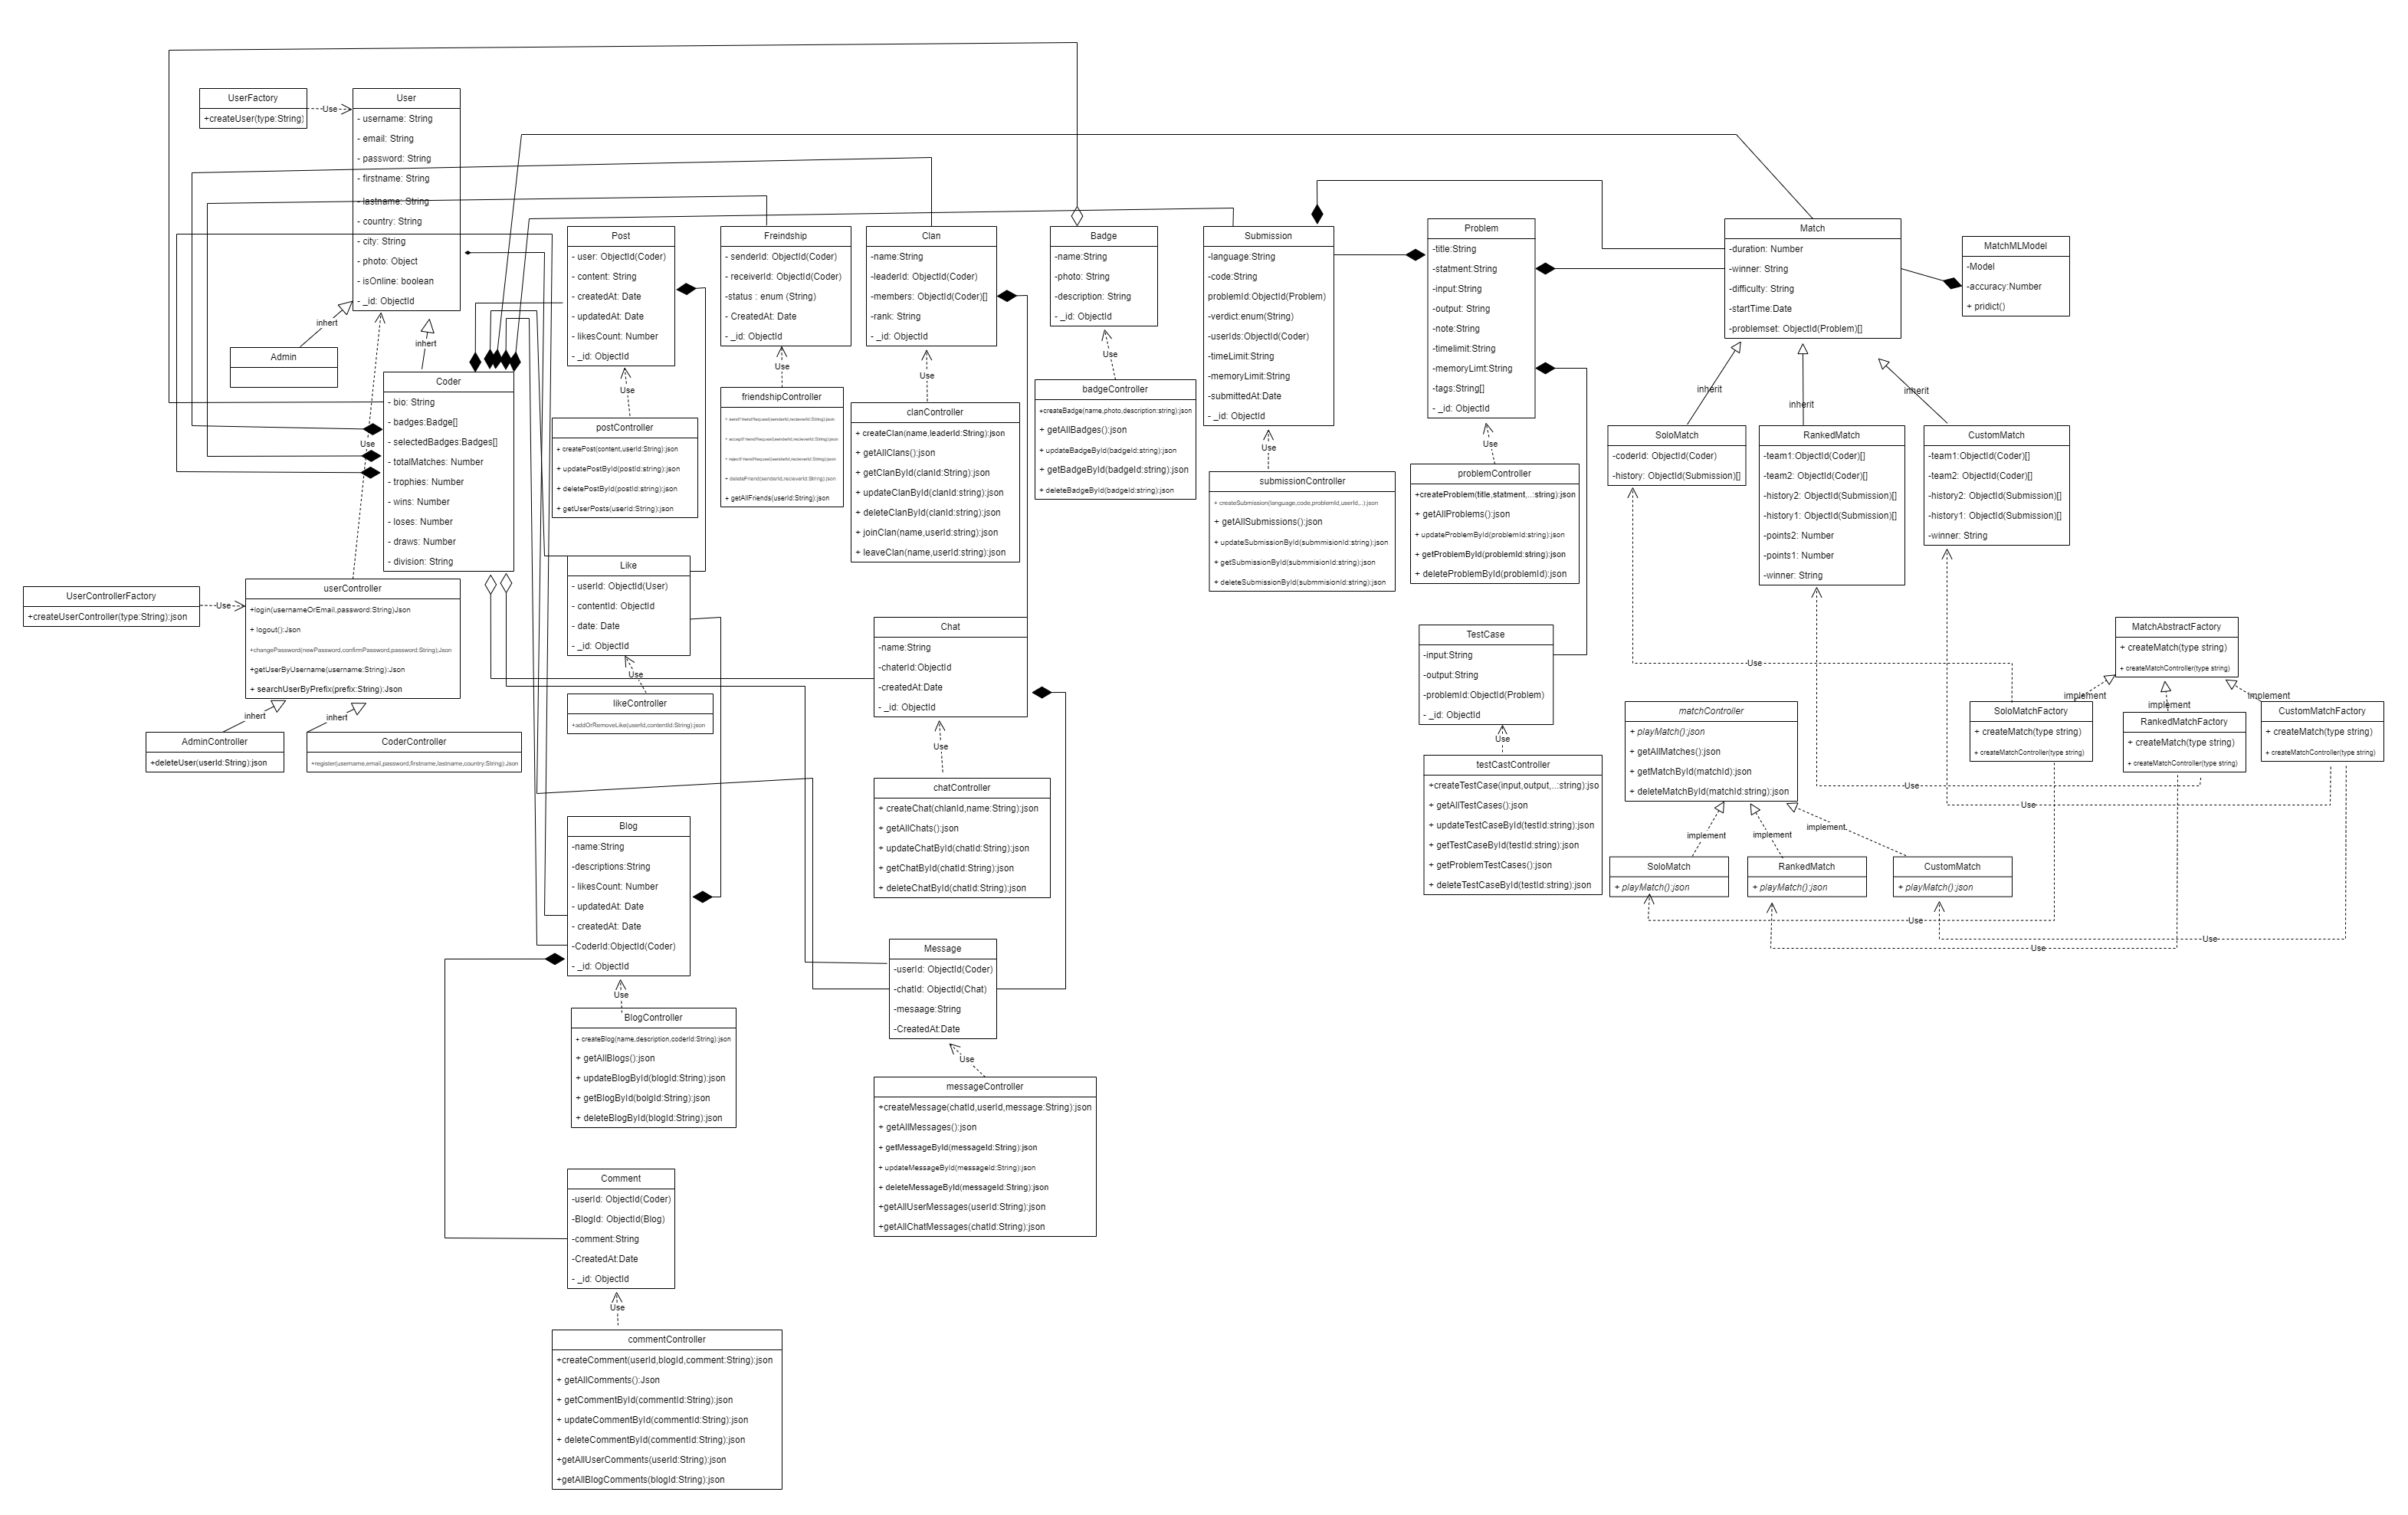 UserFactory
+createUser(type:String)
Use
User
- username: String
- email: String
- password: String
- firstname: String
- lastname: String
- country: String
- city: String
- photo: Object
- isOnline: boolean
- _id: ObjectId
inhert
inhert
Admin
Coder
- bio: String
- badges:Badge[]
- selectedBadges:Badges[]
- totalMatches: Number
- trophies: Number
- wins: Number
- loses: Number
- draws: Number
- division: String
Use
UserControllerFactory
+createUserController(type:String):json
Use
userController
+login(usernameOrEmail,password:String)Json
+ logout():Json
+changePassword(newPassword,confirmPassword,password:String);Json
+getUserByUsername(username:String):Json
+ searchUserByPrefix(prefix:String):Json
inhert
inhert
AdminController
+deleteUser(userId:String):json
CoderController
+register(username,email,password,firstname,lastname,country:String):Json
Post
- user: ObjectId(Coder)
- content: String
- createdAt: Date
- updatedAt: Date
- likesCount: Number
- _id: ObjectId
Use
postController
+ createPost(content,userId:String):json
+ updatePostById(postId:string):json
+ deletePostById(postId:string):json
+ getUserPosts(userId:String):json
Like
- userId: ObjectId(User)
- contentId: ObjectId
- date: Date
- _id: ObjectId
Use
likeController
+addOrRemoveLike(userId,contentId:String):json
Blog
-name:String
-descriptions:String
- likesCount: Number
- updatedAt: Date
- createdAt: Date
-CoderId:ObjectId(Coder)
- _id: ObjectId
Use
BlogController
+ createBlog(name,description,coderId:String):json
+ getAllBlogs():json
+ updateBlogById(blogId:String):json
+ getBlogById(bolgId:String):json
+ deleteBlogById(blogId:String):json
Comment
-userId: ObjectId(Coder)
-BlogId: ObjectId(Blog)
-comment:String
-CreatedAt:Date
- _id: ObjectId
Use
commentController
+createComment(userId,blogId,comment:String):json
+ getAllComments():Json
+ getCommentById(commentId:String):json
+ updateCommentById(commentId:String):json
+ deleteCommentById(commentId:String):json
+getAllUserComments(userId:String):json
+getAllBlogComments(blogId:String):json
Freindship
- senderId: ObjectId(Coder)
- receiverId: ObjectId(Coder)
-status : enum (String)
- CreatedAt: Date
- _id: ObjectId
Use
friendshipController
+ sendFriendRequest(senderId,recieverId:String):json
+ acceptFriendRequest(senderId,recieverId:String):json
+ rejectFriendRequest(senderId,recieverId:String):json
+ deleteFriend(senderId,recieverId:String):json
+ getAllFriends(userId:String):json
Clan
-name:String
-leaderId: ObjectId(Coder)
-members: ObjectId(Coder)[]
-rank: String
- _id: ObjectId
Use
clanController
+ createClan(name,leaderId:String):json
+ getAllClans():json
+ getClanById(clanId:String):json
+ updateClanById(clanId:string):json
+ deleteClanById(clanId:string):json
+ joinClan(name,userId:string):json
+ leaveClan(name,userId:string):json
Chat
-name:String
-chaterId:ObjectId
-createdAt:Date
- _id: ObjectId
Use
chatController
+ createChat(chlanId,name:String):json
+ getAllChats():json
+ updateChatById(chatId:String):json
+ getChatById(chatId:String):json
+ deleteChatById(chatId:String):json
Message
-userId: ObjectId(Coder)
-chatId: ObjectId(Chat)
-mesaage:String
-CreatedAt:Date
Use
messageController
+createMessage(chatId,userId,message:String):json
+ getAllMessages():json
+ getMessageById(messageId:String):json
+ updateMessageById(messageId:String):json
+ deleteMessageById(messageId:String):json
+getAllUserMessages(userId:String):json
+getAllChatMessages(chatId:String):json
Badge
-name:String
-photo: String
-description: String
- _id: ObjectId
Use
badgeController
+createBadge(name,photo,description:string):json
+ getAllBadges():json
+ updateBadgeById(badgeId:string):json
+ getBadgeById(badgeId:string):json
+ deleteBadgeById(badgeId:string):json
Submission
-language:String
-code:String
problemId:ObjectId(Problem)
-verdict:enum(String)
-userIds:ObjectId(Coder)
-timeLimit:String
-memoryLimit:String
-submittedAt:Date
- _id: ObjectId
Use
submissionController
+ createSubmission(language,code,problemId,userId,..):json
+ getAllSubmissions():json
+ updateSubmissionById(submmisionId:string):json
+ getSubmissionById(submmisionId:string):json
+ deleteSubmissionById(submmisionId:string):json
Problem
-title:String
-statment:String
-input:String
-output: String
-note:String
-timelimit:String
-memoryLimt:String
-tags:String[]
- _id: ObjectId
Use
problemController
+createProblem(title,statment,..:string):json
+ getAllProblems():json
+ updateProblemById(problemId:string):json
+ getProblemById(problemId:string):json
+ deleteProblemById(problemId):json
TestCase
-input:String
-output:String
-problemId:ObjectId(Problem)
- _id: ObjectId
Use
testCastController
+createTestCase(input,output,..:string):jso
+ getAllTestCases():json
+ updateTestCaseById(testId:string):json
+ getTestCaseById(testId:string):json
+ getProblemTestCases():json
+ deleteTestCaseById(testId:string):json
Match
-duration: Number
-winner: String
-difficulty: String
-startTime:Date
-problemset: ObjectId(Problem)[]
MatchMLModel
-Model
-accuracy:Number
+ pridict()
inherit
inherit
inherit
SoloMatch
-coderId: ObjectId(Coder)
-history: ObjectId(Submission)[]
RankedMatch
-team1:ObjectId(Coder)[]
-team2: ObjectId(Coder)[]
-history2: ObjectId(Submission)[]
-history1: ObjectId(Submission)[]
-points2: Number
-points1: Number
-winner: String
CustomMatch
-team1:ObjectId(Coder)[]
-team2: ObjectId(Coder)[]
-history2: ObjectId(Submission)[]
-history1: ObjectId(Submission)[]
-winner: String
MatchAbstractFactory
+ createMatch(type string)
+ createMatchController(type string)
Use
implement
implement
implement
SoloMatchFactory
+ createMatch(type string)
+ createMatchController(type string)
RankedMatchFactory
+ createMatch(type string)
+ createMatchController(type string)
CustomMatchFactory
+ createMatch(type string)
+ createMatchController(type string)
Use
Use
matchController
+ playMatch():json
+ getAllMatches():json
+ getMatchById(matchId):json
+ deleteMatchById(matchId:string):json
implement
implement
implement
SoloMatch
+ playMatch():json
RankedMatch
+ playMatch():json
CustomMatch
+ playMatch():json
Use
Use
Use